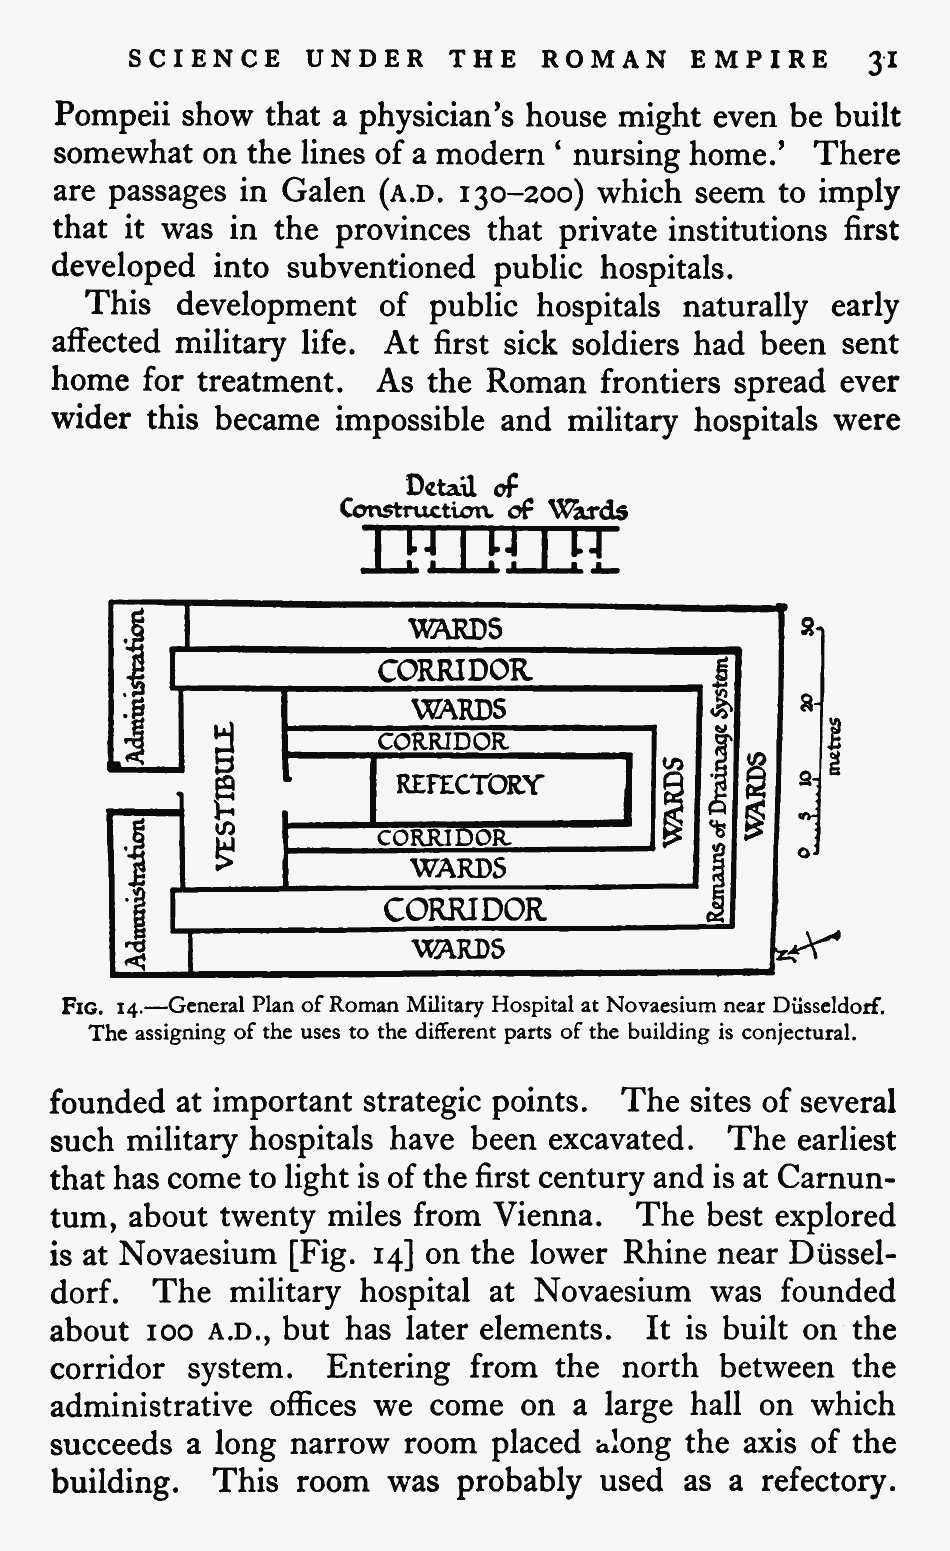 SCIENCE UNDER THE ROMAN EMPIRE 31
Pompeii show that a physician's house might even be built
somewhat on the lines of a modern ‘ nursing home.’ There
are passages in Galen (A.D. 130–200) which seem to imply
that it was in the provinces that private institutions first
developed into subventioned public hospitals.
This development of public hospitals naturally early
affected military life. At first sick soldiers had been sent
home for treatment. As the Roman frontiers spread ever
wider this became impossible and military hospitals were
Detail of
Construction of Wards
Administration
WARDS
CORRIDOR
WARDS
CORRIDOR
VESTIBULE
REFECTORY
CORRIDOR
WARDS
CORRIDOR
WARDS
Administration
WARDS
Remains of Drainage System
WARDS
30
20
10
5
0
metres
N
FIG. 14.—General Plan of Roman Military Hospital at Novaesium near Düsseldorf.
The assigning of the uses to the different parts of the building is conjectural.
founded at important strategic points. The sites of several
such military hospitals have been excavated. The earliest
that has come to light is of the first century and is at Carnun-
tum, about twenty miles from Vienna. The best explored
is at Novaesium [Fig. 14] on the lower Rhine near Düssel-
dorf. The military hospital at Novaesium was founded
about 100 A.D., but has later elements. It is built on the
corridor system. Entering from the north between the
administrative offices we come on a large hall on which
succeeds a long narrow room placed along the axis of the
building. This room was probably used as a refectory.